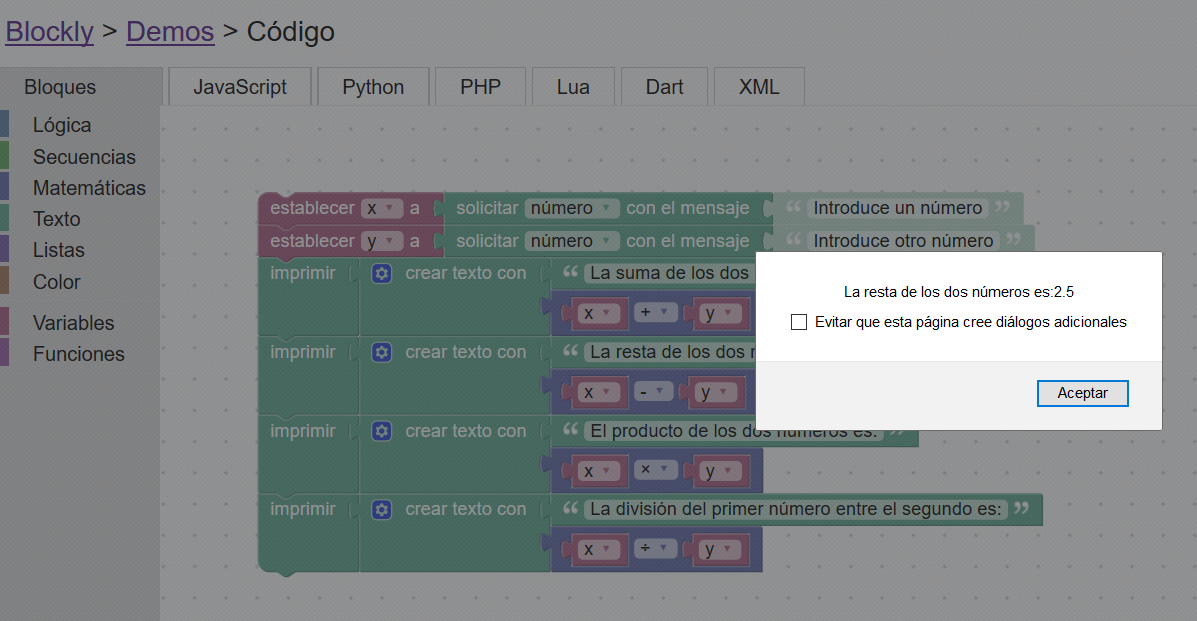 Blockly > Demos > Código
Bloques JavaScript Python PHP Lua Dart XML
Lógica
Secuencias
Matemáticas
Texto
Listas
Color
Variables
Funciones
establecer x a solicitar número con el mensaje “ Introduce un número ”
establecer y a solicitar número con el mensaje “ Introduce otro número ”
imprimir crear texto con “ La suma de los dos
x + y
imprimir crear texto con “ La resta de los dos
x - y
imprimir crear texto con “ El producto de los dos números es: ”
x × y
imprimir crear texto con “ La división del primer número entre el segundo es: ”
x ÷ y
La resta de los dos números es:2.5
Evitar que esta página cree diálogos adicionales
Aceptar